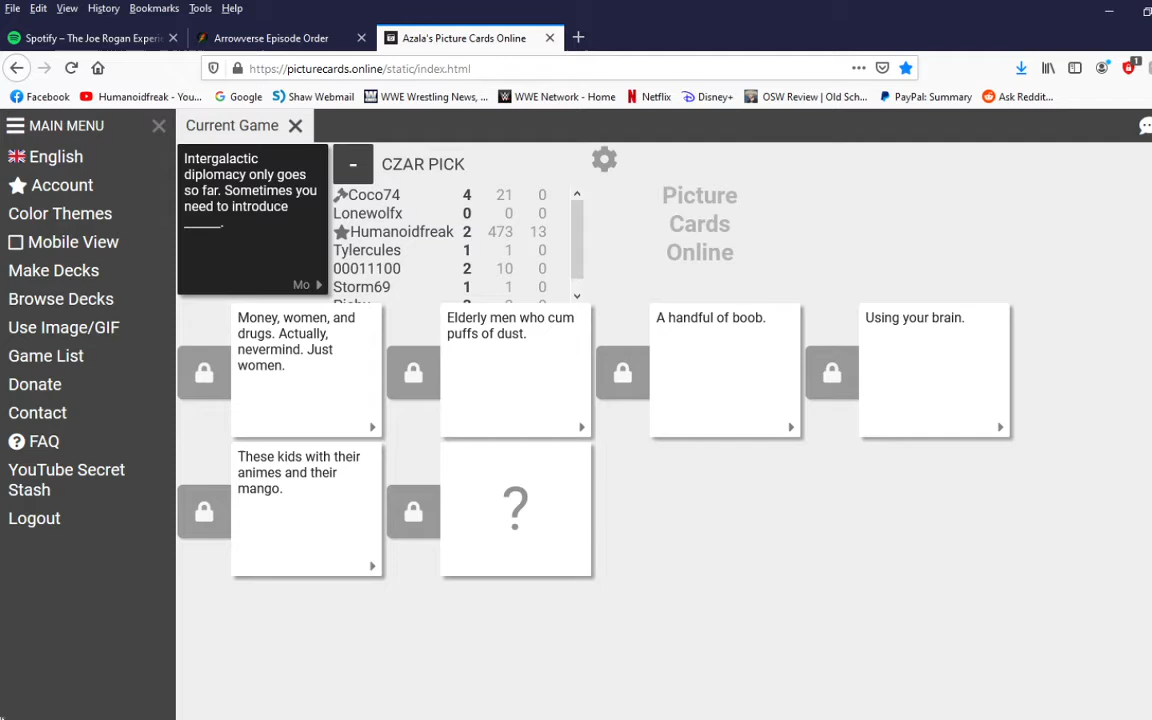 File Edit View History Bookmarks Tools Help
Spotify – The Joe Rogan Experi
Arrowverse Episode Order
Azala's Picture Cards Online
https://picturecards.online/static/index.html
1
Facebook
Humanoidfreak - You...
Google
Shaw Webmail
WWE Wrestling News, ...
WWE Network - Home
Netflix
Disney+
OSW Review | Old Sch...
PayPal: Summary
Ask Reddit...
MAIN MENU
English
Account
Color Themes
Mobile View
Make Decks
Browse Decks
Use Image/GIF
Game List
Donate
Contact
FAQ
YouTube Secret
Stash
Logout
Current Game
Intergalactic
diplomacy only goes
so far. Sometimes you
need to introduce
_____.
Mo
-
CZAR PICK
Coco74 4 21 0
Lonewolfx 0 0 0
Humanoidfreak 2 473 13
Tylercules 1 1 0
00011100 2 10 0
Storm69 1 1 0
Picture
Cards
Online
Money, women, and
drugs. Actually,
nevermind. Just
women.
Elderly men who cum
puffs of dust.
A handful of boob.
Using your brain.
These kids with their
animes and their
mango.
?